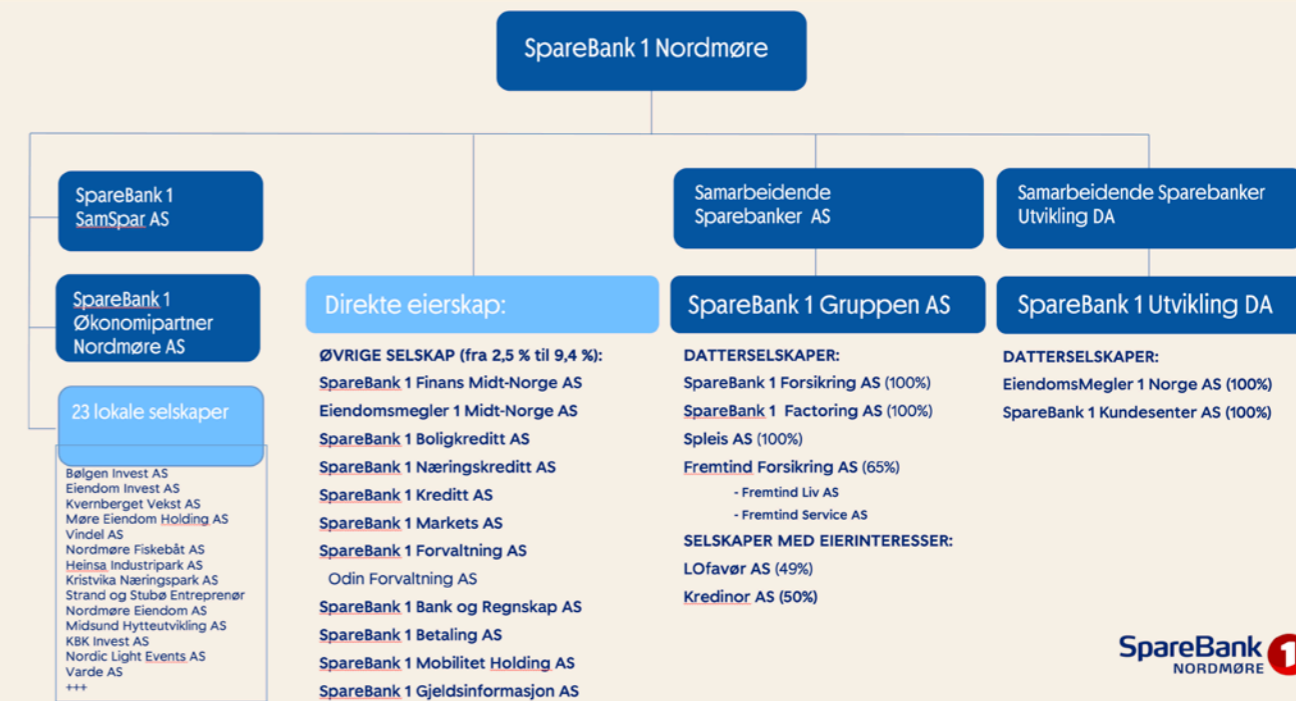 SpareBank 1 Nordmøre
SpareBank 1
SamSpar AS
SpareBank 1
Økonomipartner
Nordmøre AS
23 lokale selskaper
Bølgen Invest AS
Eiendom Invest AS
Kvernberget Vekst AS
Møre Eiendom Holding AS
Vindel AS
Nordmøre Fiskebåt AS
Heinsa Industripark AS
Kristvika Næringspark AS
Strand og Stubø Entreprenør
Nordmøre Eiendom AS
Midsund Hytteutvikling AS
KBK Invest AS
Nordic Light Events AS
Varde AS
+++
Direkte eierskap:
ØVRIGE SELSKAP (fra 2,5 % til 9,4 %):
SpareBank 1 Finans Midt-Norge AS
Eiendomsmegler 1 Midt-Norge AS
SpareBank 1 Boligkreditt AS
SpareBank 1 Næringskreditt AS
SpareBank 1 Kreditt AS
SpareBank 1 Markets AS
SpareBank 1 Forvaltning AS
Odin Forvaltning AS
SpareBank 1 Bank og Regnskap AS
SpareBank 1 Betaling AS
SpareBank 1 Mobilitet Holding AS
SpareBank 1 Gjeldsinformasjon AS
Samarbeidende
Sparebanker AS
SpareBank 1 Gruppen AS
DATTERSELSKAPER:
SpareBank 1 Forsikring AS (100%)
SpareBank 1 Factoring AS (100%)
Spleis AS (100%)
Fremtind Forsikring AS (65%)
- Fremtind Liv AS
- Fremtind Service AS
SELSKAPER MED EIERINTERESSER:
LOfavør AS (49%)
Kredinor AS (50%)
Samarbeidende Sparebanker
Utvikling DA
SpareBank 1 Utvikling DA
DATTERSELSKAPER:
EiendomsMegler 1 Norge AS (100%)
SpareBank 1 Kundesenter AS (100%)
SpareBank 1
NORDMØRE